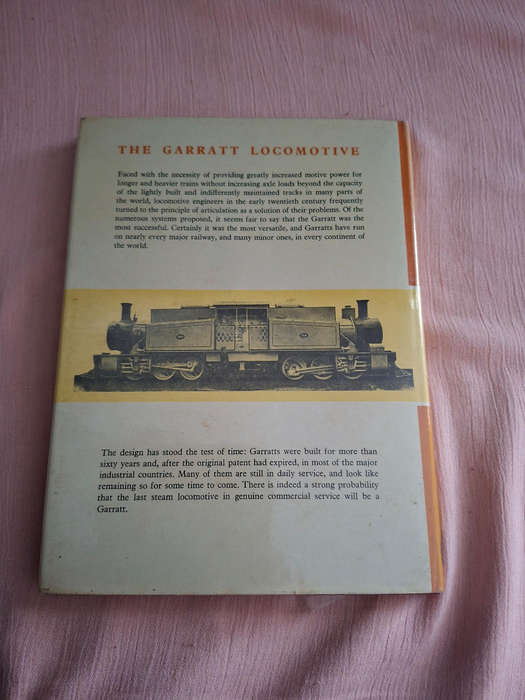 THE GARRATT LOCOMOTIVE
Faced with the necessity of providing greatly increased motive power for
longer and heavier trains without increasing axle loads beyond the capacity
of the lightly built and indifferently maintained tracks in many parts of
the world, locomotive engineers in the early twentieth century frequently
turned to the principle of articulation as a solution of their problems. Of the
numerous systems proposed, it seems fair to say that the Garratt was the
most successful. Certainly it was the most versatile, and Garratts have run
on nearly every major railway, and many minor ones, in every continent of
the world.
The design has stood the test of time: Garratts were built for more than
sixty years and, after the original patent had expired, in most of the major
industrial countries. Many of them are still in daily service, and look like
remaining so for some time to come. There is indeed a strong probability
that the last steam locomotive in genuine commercial service will be a
Garratt.